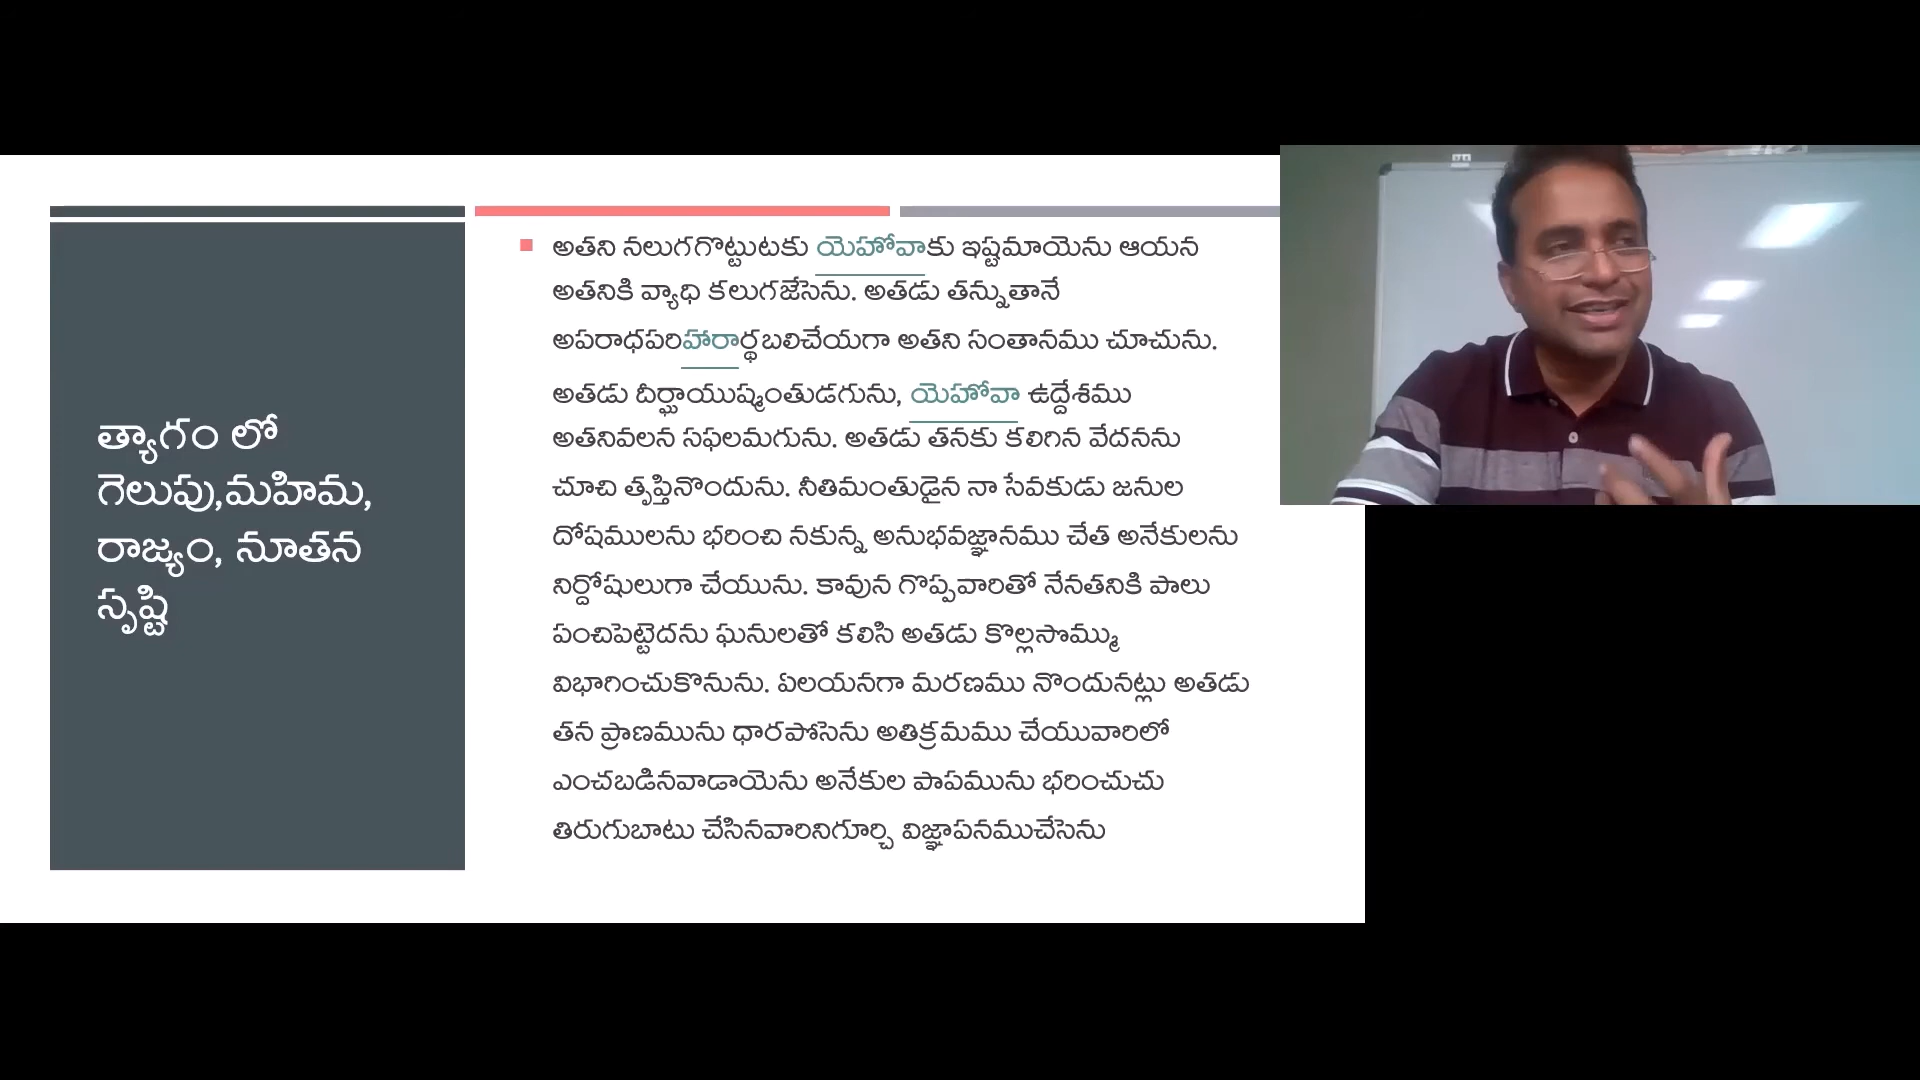 త్యాగం లో
గెలుపు,మహిమ,
రాజ్యం, నూతన
సృష్టి
అతని నలుగగొట్టుటకు యెహోవాకు ఇష్టమాయెను ఆయన
అతనికి వ్యాధి కలుగజేసెను. అతడు తన్నుతానే
అపరాధపరిహారార్థబలిచేయగా అతని సంతానము చూచును.
అతడు దీర్ఘాయుష్మంతుడగును, యెహోవా ఉద్దేశము
అతనివలన సఫలమగును. అతడు తనకు కలిగిన వేదనను
చూచి తృప్తినొందును. నీతిమంతుడైన నా సేవకుడు జనుల
దోషములను భరించి నకున్న అనుభవజ్ఞానము చేత అనేకులను
నిర్దోషులుగా చేయును. కావున గొప్పవారితో నేనతనికి పాలు
పంచిపెట్టెదను ఘనులతో కలిసి అతడు కొల్లసొమ్ము
విభాగించుకొనును. ఏలయనగా మరణము నొందునట్లు అతడు
తన ప్రాణమును ధారపోసెను అతిక్రమము చేయువారిలో
ఎంచబడినవాడాయెను అనేకుల పాపమును భరించుచు
తిరుగుబాటు చేసినవారినిగూర్చి విజ్ఞాపనముచేసెను